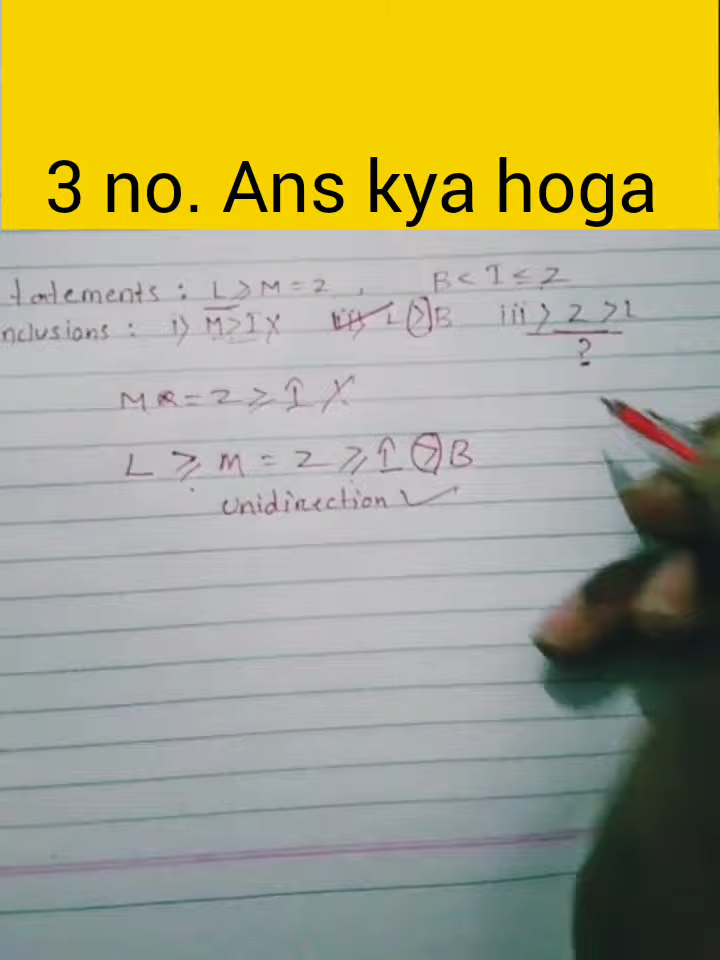 3 no. Ans kya hoga
tatements : L ≥ M = Z , B < I ≤ Z
nclusions : i) M > I X L > B iii) Z > L
?
M = Z ≥ I X
L ≥ M = Z ≥ I > B
Unidirection ✓